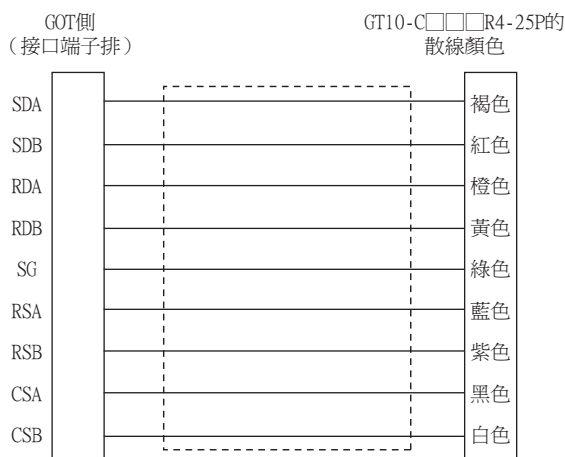 GOT側
（接口端子排）
GT10-C□□□R4-25P的
散線顏色
SDA 褐色
SDB 紅色
RDA 橙色
RDB 黃色
SG 綠色
RSA 藍色
RSB 紫色
CSA 黑色
CSB 白色